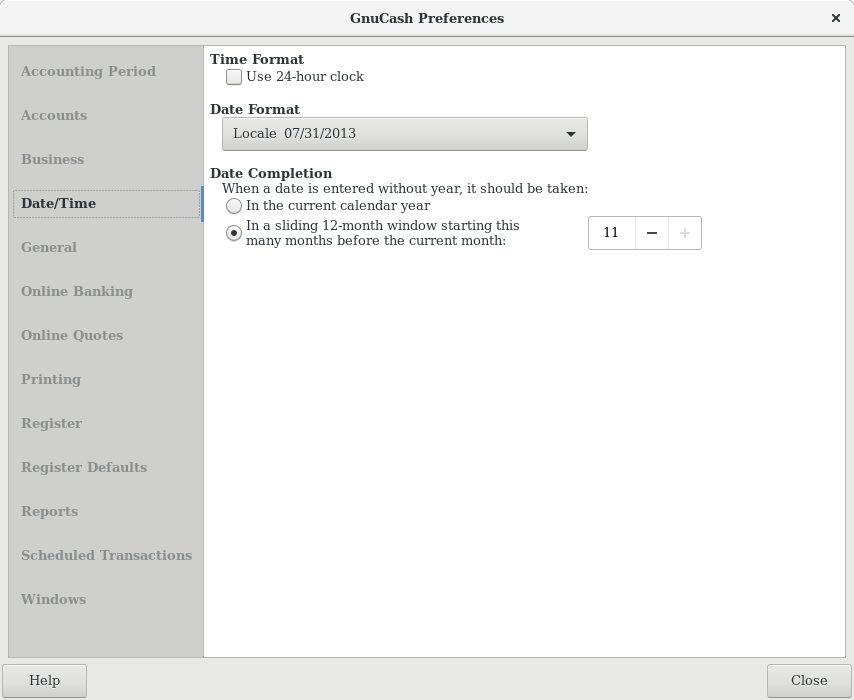 GnuCash Preferences
Accounting Period
Accounts
Business
Date/Time
General
Online Banking
Online Quotes
Printing
Register
Register Defaults
Reports
Scheduled Transactions
Windows
Time Format
Use 24-hour clock
Date Format
Locale 07/31/2013
Date Completion
When a date is entered without year, it should be taken:
In the current calendar year
In a sliding 12-month window starting this
many months before the current month:
11
Help
Close